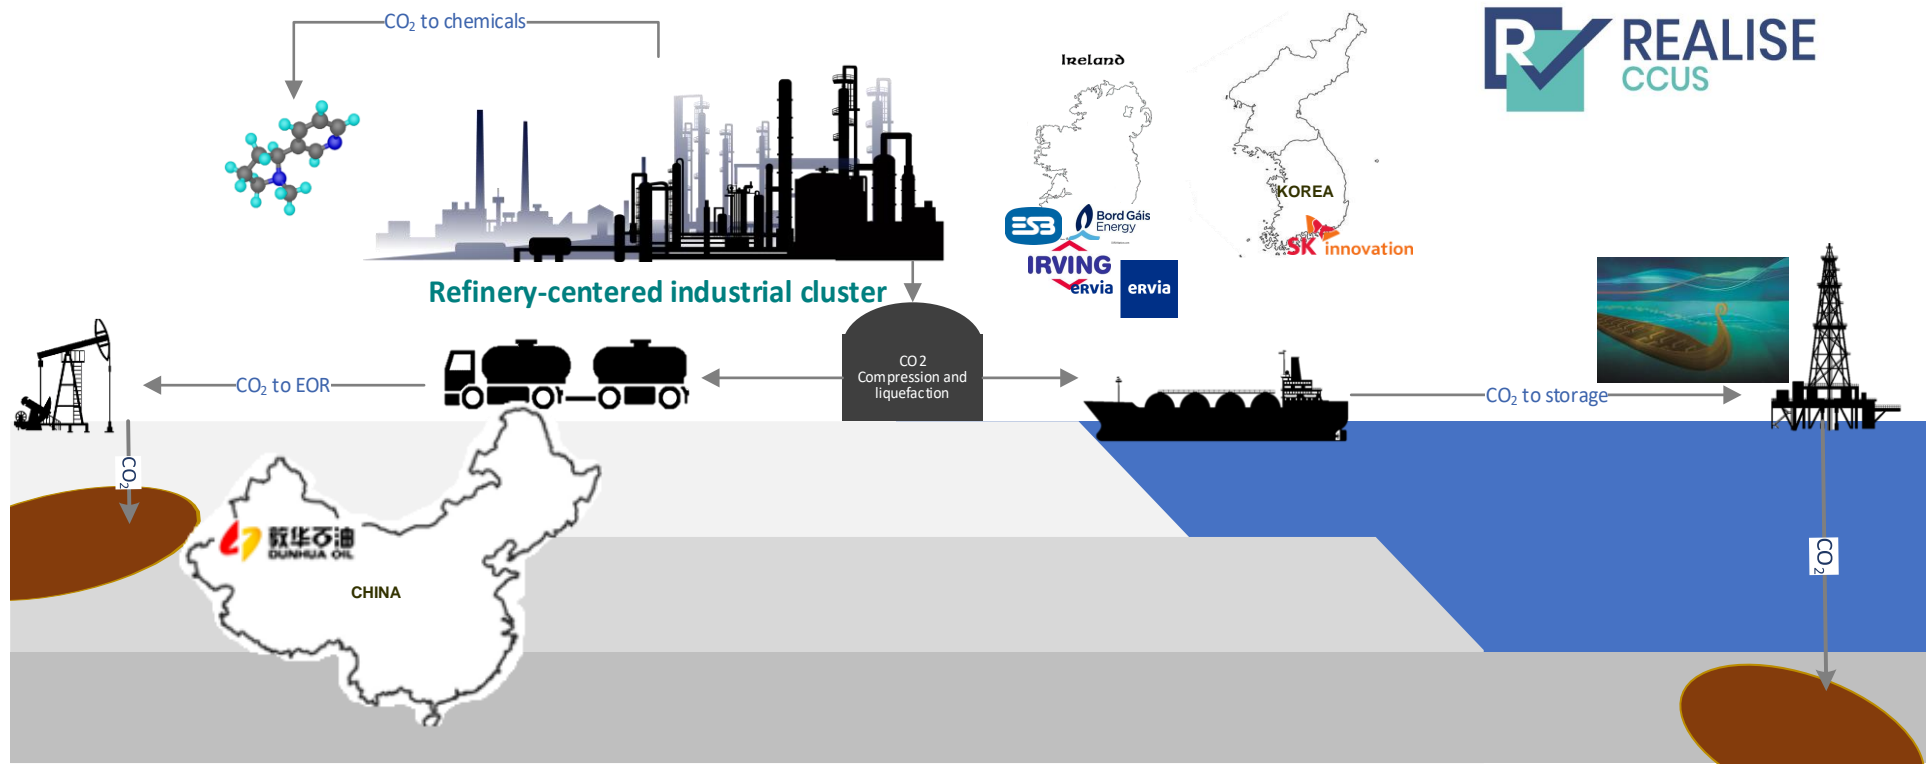 CO₂ to chemicals
Ireland
REALISE
CCUS
KOREA
ESB
Bord Gáis
Energy
SK innovation
IRVING
eRvia
eRvia
Refinery-centered industrial cluster
CO2
Compression and
liquefaction
CO₂ to EOR
CO₂ to storage
CO₂
敦华石油
DUNHUA OIL
CHINA
CO₂